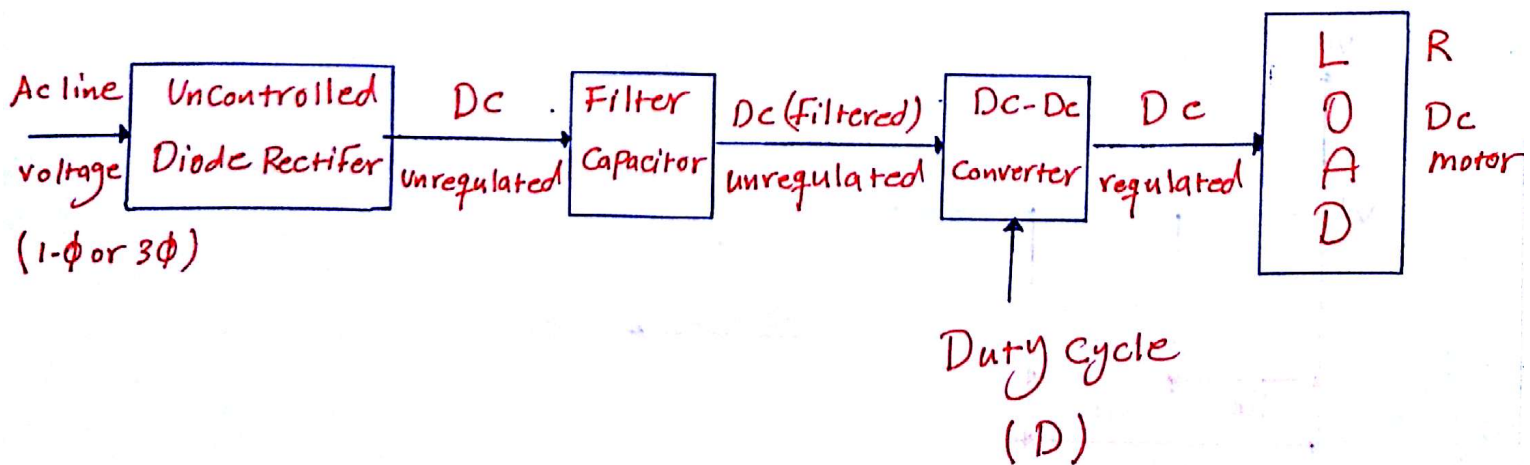 Ac line
voltage
(1-ϕ or 3ϕ)
Uncontrolled
Diode Rectifer
Dc
unregulated
Filter
Capacitor
Dc (Filtered)
unregulated
Dc-Dc
Converter
Duty Cycle
(D)
Dc
regulated
L
O
A
D
R
Dc
motor